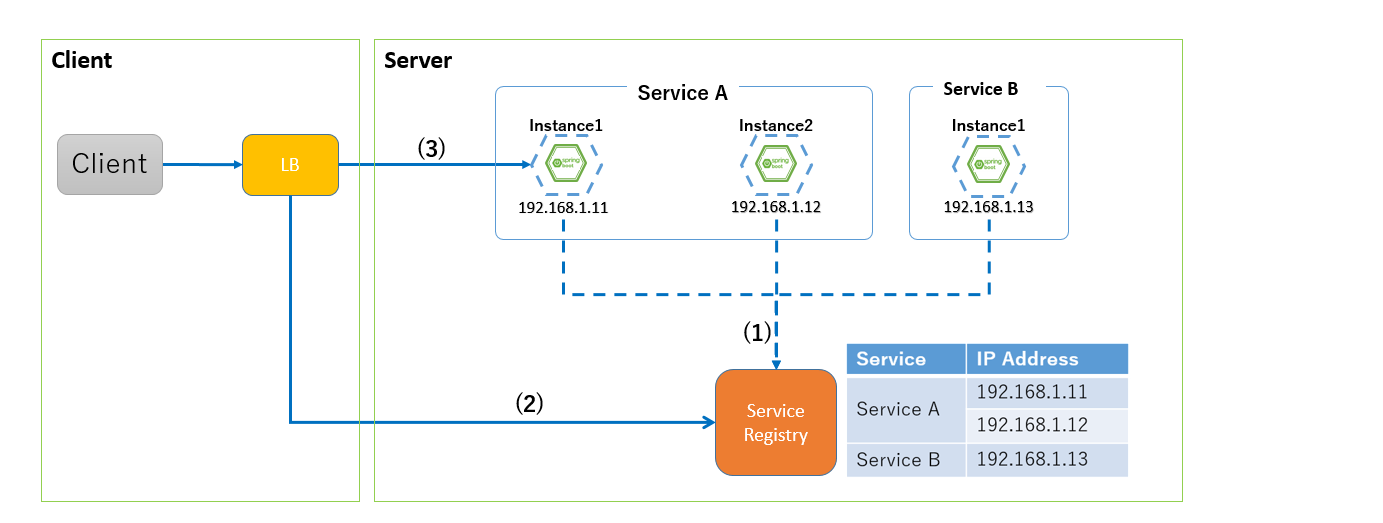 Client
Server
Service A
Service B
Instance1
Instance2
Instance1
Client
LB
(3)
spring
boot
spring
boot
spring
boot
192.168.1.11
192.168.1.12
192.168.1.13
(1)
Service
IP Address
192.168.1.11
Service A
192.168.1.12
Service B
192.168.1.13
(2)
Service
Registry